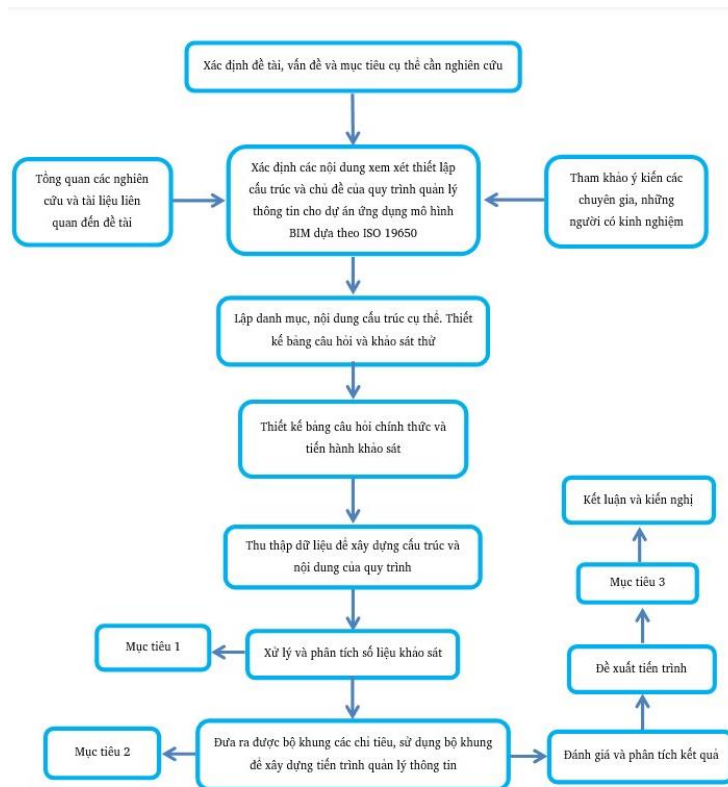 Xác định đề tài, vấn đề và mục tiêu cụ thể cần nghiên cứu
Tổng quan các nghiên
cứu và tài liệu liên
quan đến đề tài
Xác định các nội dung xem xét thiết lập
cấu trúc và chủ đề của quy trình quản lý
thông tin cho dự án ứng dụng mô hình
BIM dựa theo ISO 19650
Tham khảo ý kiến các
chuyên gia, những
người có kinh nghiệm
Lập danh mục, nội dung cấu trúc cụ thể. Thiết
kế bảng câu hỏi và khảo sát thử
Thiết kế bảng câu hỏi chính thức và
tiến hành khảo sát
Thu thập dữ liệu để xây dựng cấu trúc và
nội dung của quy trình
Xử lý và phân tích số liệu khảo sát
Mục tiêu 1
Đưa ra được bộ khung các chỉ tiêu, sử dụng bộ khung
để xây dựng tiến trình quản lý thông tin
Mục tiêu 2
Đánh giá và phân tích kết quả
Đề xuất tiến trình
Mục tiêu 3
Kết luận và kiến nghị